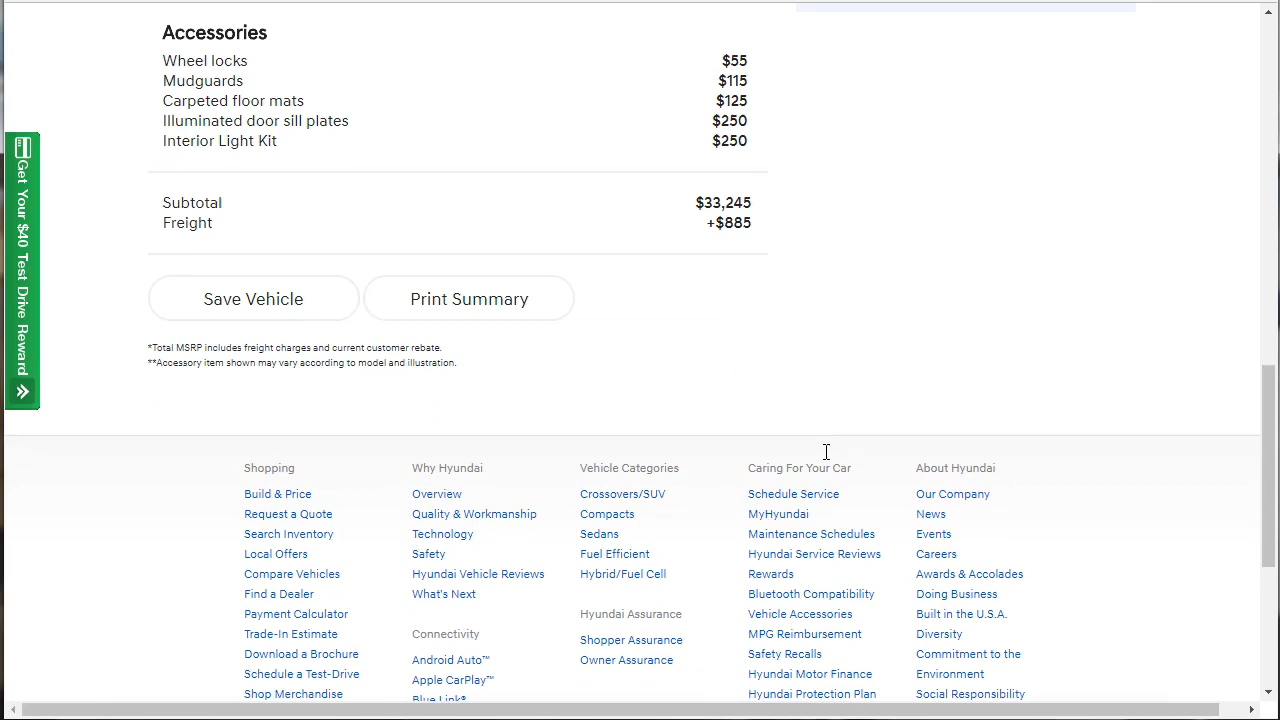 Accessories
Wheel locks $55
Mudguards $115
Carpeted floor mats $125
Illuminated door sill plates $250
Interior Light Kit $250
Subtotal $33,245
Freight +$885
Save Vehicle Print Summary
*Total MSRP includes freight charges and current customer rebate.
**Accessory item shown may vary according to model and illustration.
Get Your $40 Test Drive Reward
Shopping
Build & Price
Request a Quote
Search Inventory
Local Offers
Compare Vehicles
Find a Dealer
Payment Calculator
Trade-In Estimate
Download a Brochure
Schedule a Test-Drive
Shop Merchandise
Why Hyundai
Overview
Quality & Workmanship
Technology
Safety
Hyundai Vehicle Reviews
What's Next
Connectivity
Android Auto™
Apple CarPlay™
Blue Link®
Vehicle Categories
Crossovers/SUV
Compacts
Sedans
Fuel Efficient
Hybrid/Fuel Cell
Hyundai Assurance
Shopper Assurance
Owner Assurance
Caring For Your Car
Schedule Service
MyHyundai
Maintenance Schedules
Hyundai Service Reviews
Rewards
Bluetooth Compatibility
Vehicle Accessories
MPG Reimbursement
Safety Recalls
Hyundai Motor Finance
Hyundai Protection Plan
About Hyundai
Our Company
News
Events
Careers
Awards & Accolades
Doing Business
Built in the U.S.A.
Diversity
Commitment to the
Environment
Social Responsibility